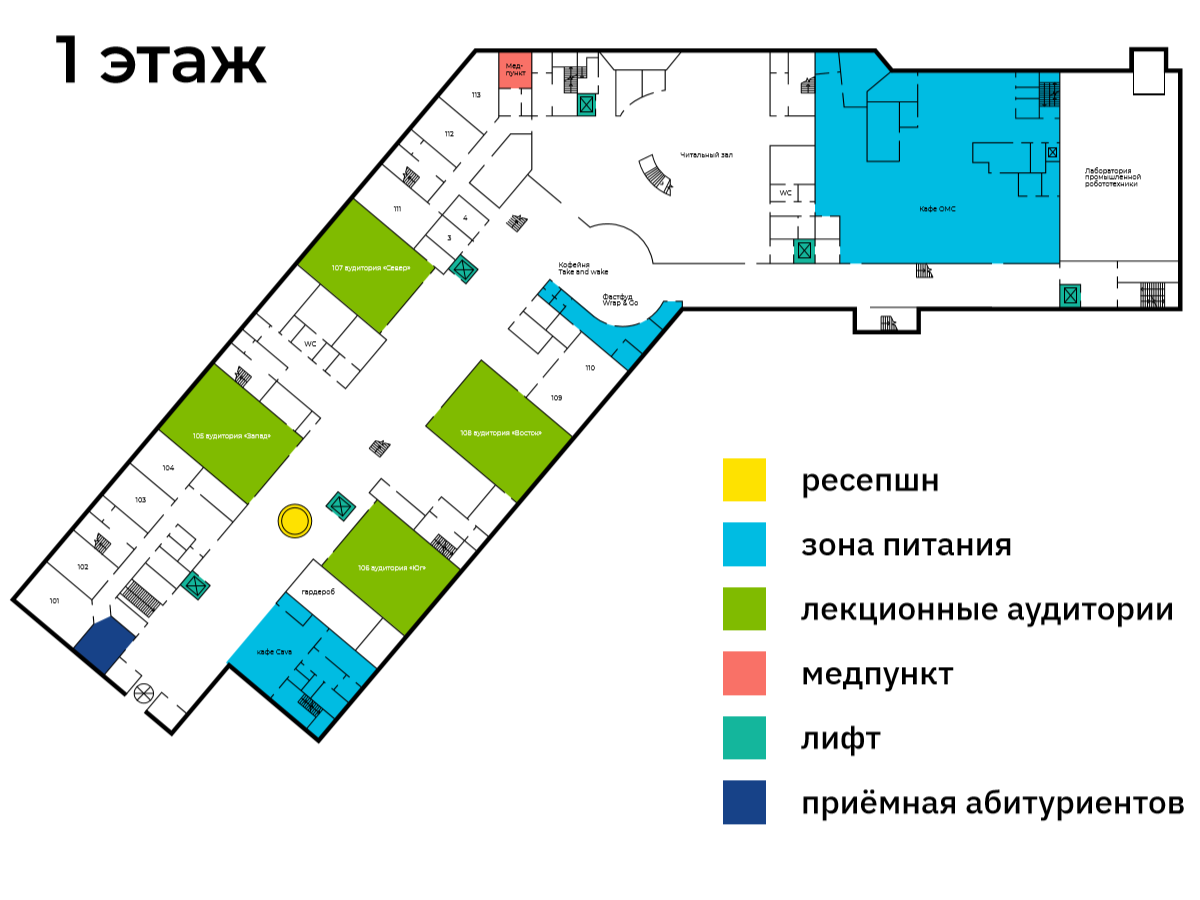 1 этаж
Мед-
пункт
113
112
111
4
3
Читальный зал
WC
Кафе ОМС
Лаборатория
промышленной
робототехники
107 аудитория «Север»
Кофейня
Take and wake
Фастфуд
Wrap & Go
WC
110
109
105 аудитория «Запад»
108 аудитория «Восток»
104
103
102
101
106 аудитория «Юг»
гардероб
кафе Cava
ресепшн
зона питания
лекционные аудитории
медпункт
лифт
приёмная абитуриентов